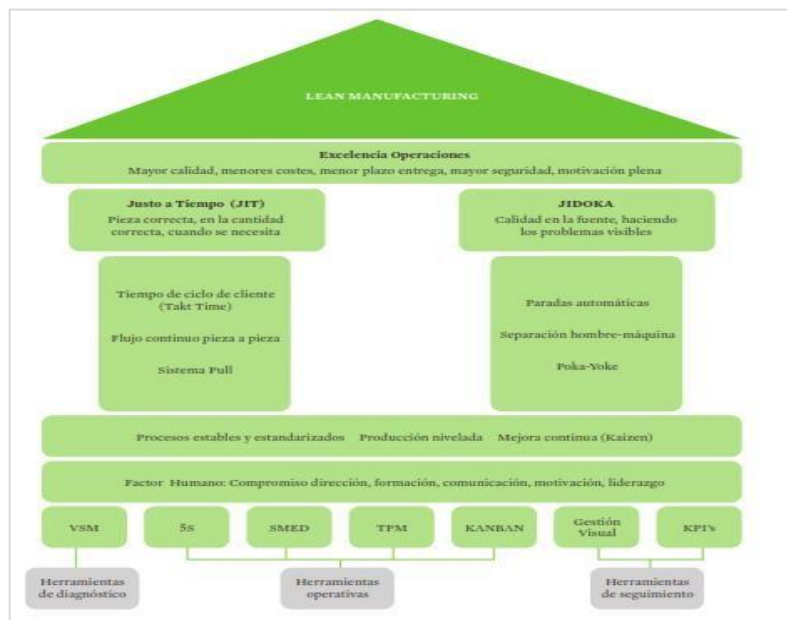 LEAN MANUFACTURING
Excelencia Operaciones
Mayor calidad, menores costes, menor plazo entrega, mayor seguridad, motivación plena
Justo a Tiempo (JIT)
Pieza correcta, en la cantidad
correcta, cuando se necesita
JIDOKA
Calidad en la fuente, haciendo
los problemas visibles
Tiempo de ciclo de cliente
(Takt Time)
Flujo continuo pieza a pieza
Sistema Pull
Paradas automáticas
Separación hombre-máquina
Poka-Yoke
Procesos estables y estandarizados Producción nivelada Mejora continua (Kaizen)
Factor Humano: Compromiso dirección, formación, comunicación, motivación, liderazgo
VSM
5S
SMED
TPM
KANBAN
Gestión
Visual
KPI's
Herramientas
de diagnóstico
Herramientas
operativas
Herramientas
de seguimiento